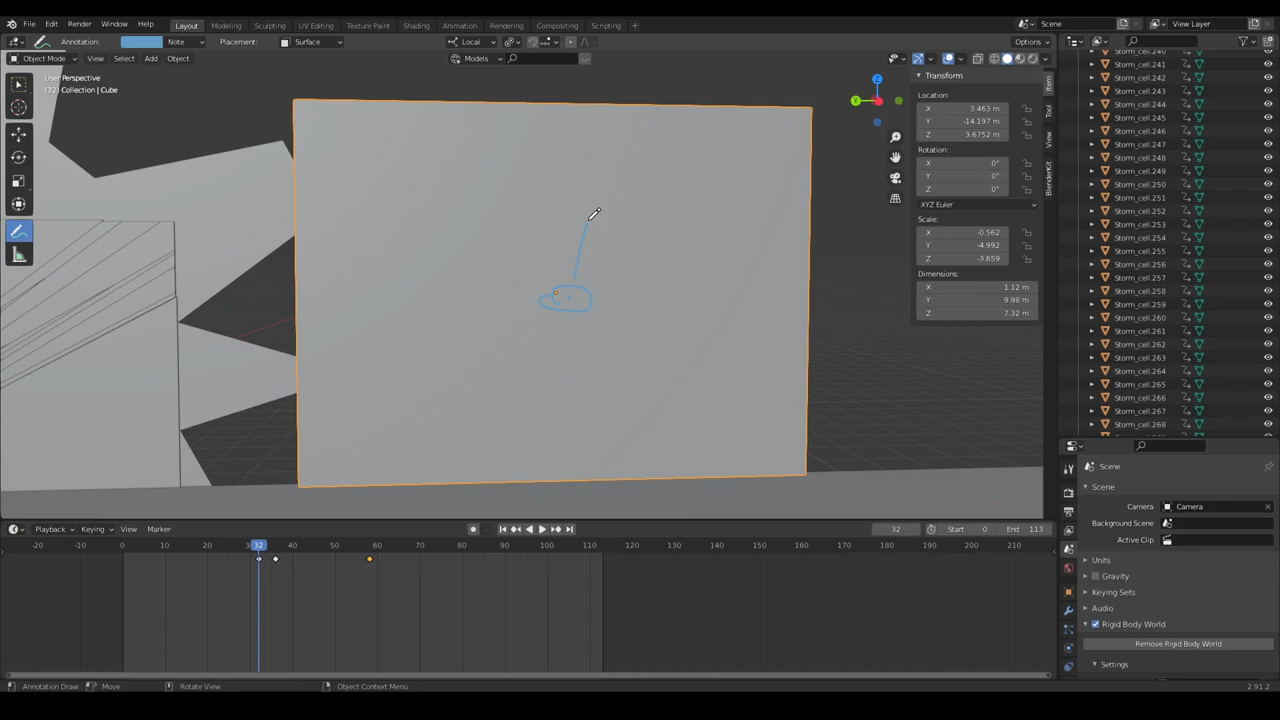 File Edit Render Window Help Layout Modeling Sculpting UV Editing Texture Paint Shading Animation Rendering Compositing Scripting + Scene View Layer
Annotation: Note Placement: Surface Local Options
Object Mode View Select Add Object Models
User Perspective
(32) Collection | Cube
Z
Y
Transform
Location:
X 3.463 m
Y -14.197 m
Z 3.6752 m
Rotation:
X 0°
Y 0°
Z 0°
XYZ Euler
Scale:
X -0.562
Y -4.992
Z -3.659
Dimensions:
X 1.12 m
Y 9.98 m
Z 7.32 m
Item
Tool
View
BlenderKit
Storm_cell.240
Storm_cell.241
Storm_cell.242
Storm_cell.243
Storm_cell.244
Storm_cell.245
Storm_cell.246
Storm_cell.247
Storm_cell.248
Storm_cell.249
Storm_cell.250
Storm_cell.251
Storm_cell.252
Storm_cell.253
Storm_cell.254
Storm_cell.255
Storm_cell.256
Storm_cell.257
Storm_cell.258
Storm_cell.259
Storm_cell.260
Storm_cell.261
Storm_cell.262
Storm_cell.263
Storm_cell.264
Storm_cell.265
Storm_cell.266
Storm_cell.267
Storm_cell.268
Scene
Scene
Camera Camera
Background Scene
Active Clip
Units
Gravity
Keying Sets
Audio
Rigid Body World
Remove Rigid Body World
Settings
Playback Keying View Marker 32 Start 0 End 113
-20 0 20 32 40 50 60 70 80 90 100 110 120 130 140 150 160 170 180 190 200 210
Annotation Draw Move Rotate View Object Context Menu 2.91.2